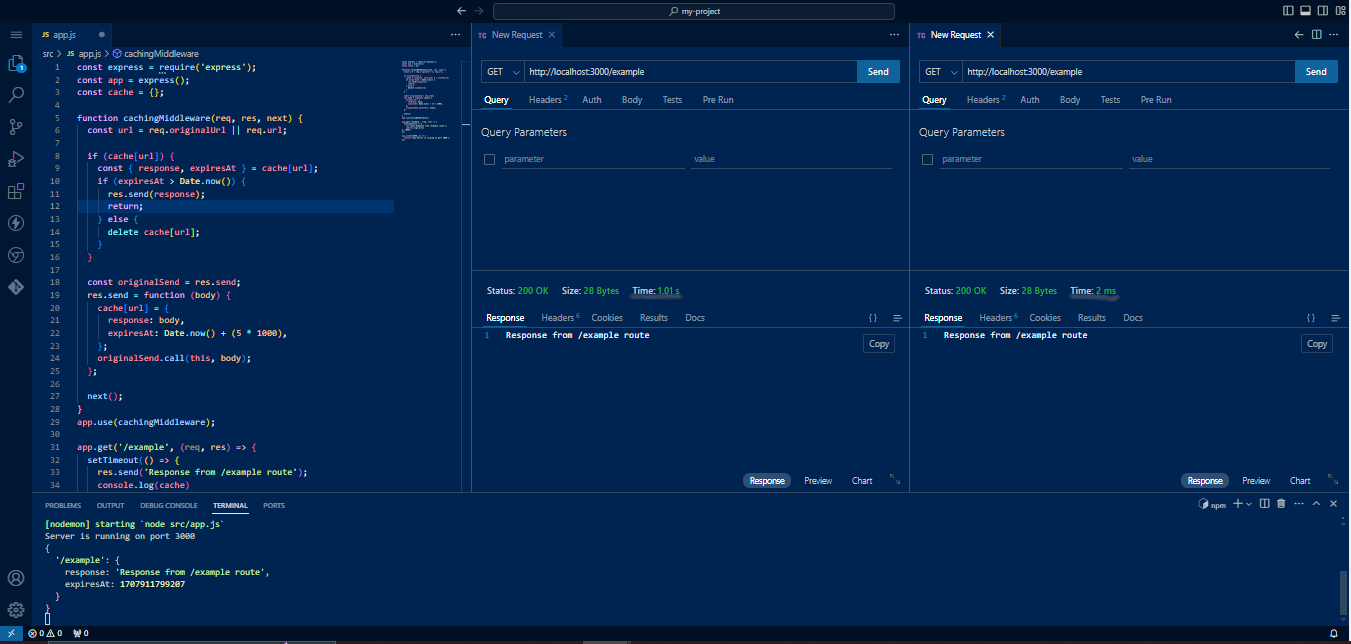 my-project
JS app.js
src > JS app.js > cachingMiddleware
1 const express = require('express');
2 const app = express();
3 const cache = {};
4
5 function cachingMiddleware(req, res, next) {
6 const url = req.originalUrl || req.url;
7
8 if (cache[url]) {
9 const { response, expiresAt } = cache[url];
10 if (expiresAt > Date.now()) {
11 res.send(response);
12 return;
13 } else {
14 delete cache[url];
15 }
16 }
17
18 const originalSend = res.send;
19 res.send = function (body) {
20 cache[url] = {
21 response: body,
22 expiresAt: Date.now() + (5 * 1000),
23 };
24 originalSend.call(this, body);
25 };
26
27 next();
28 }
29 app.use(cachingMiddleware);
30
31 app.get('/example', (req, res) => {
32 setTimeout(() => {
33 res.send('Response from /example route');
34 console.log(cache)
TC New Request
GET http://localhost:3000/example Send
Query Headers 2 Auth Body Tests Pre Run
Query Parameters
parameter value
Status: 200 OK Size: 28 Bytes Time: 1.01 s
Response Headers 6 Cookies Results Docs {}
1 Response from /example route
Copy
Response Preview Chart
TC New Request
GET http://localhost:3000/example Send
Query Headers 2 Auth Body Tests Pre Run
Query Parameters
parameter value
Status: 200 OK Size: 28 Bytes Time: 2 ms
Response Headers 6 Cookies Results Docs {}
1 Response from /example route
Copy
Response Preview Chart
PROBLEMS OUTPUT DEBUG CONSOLE TERMINAL PORTS
npm
[nodemon] starting `node src/app.js`
Server is running on port 3000
{
'/example': {
response: 'Response from /example route',
expiresAt: 1707911799207
}
}
1
0 0 0